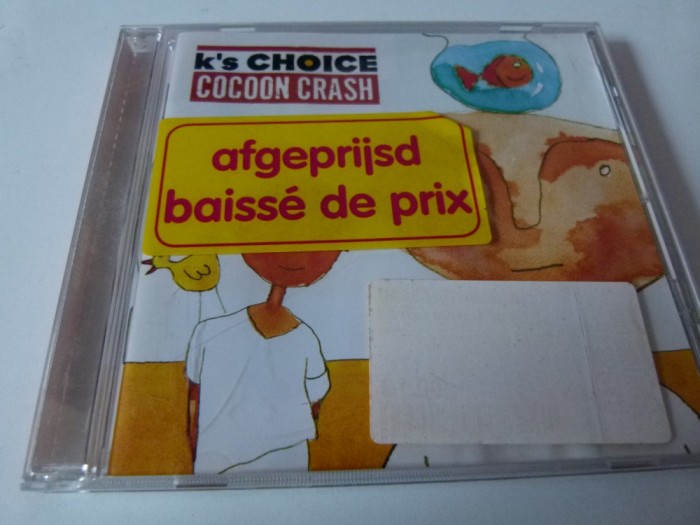 k's CHOICE
COCOON CRASH
afgeprijsd
baissé de prix